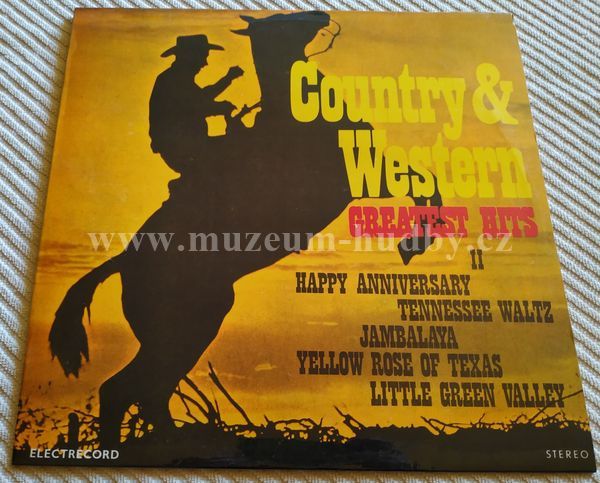 Country &
Western
GREATEST HITS
www.muzeum-hudby.cz
II
HAPPY ANNIVERSARY
TENNESSEE WALTZ
JAMBALAYA
YELLOW ROSE OF TEXAS
LITTLE GREEN VALLEY
ELECTRECORD
STEREO